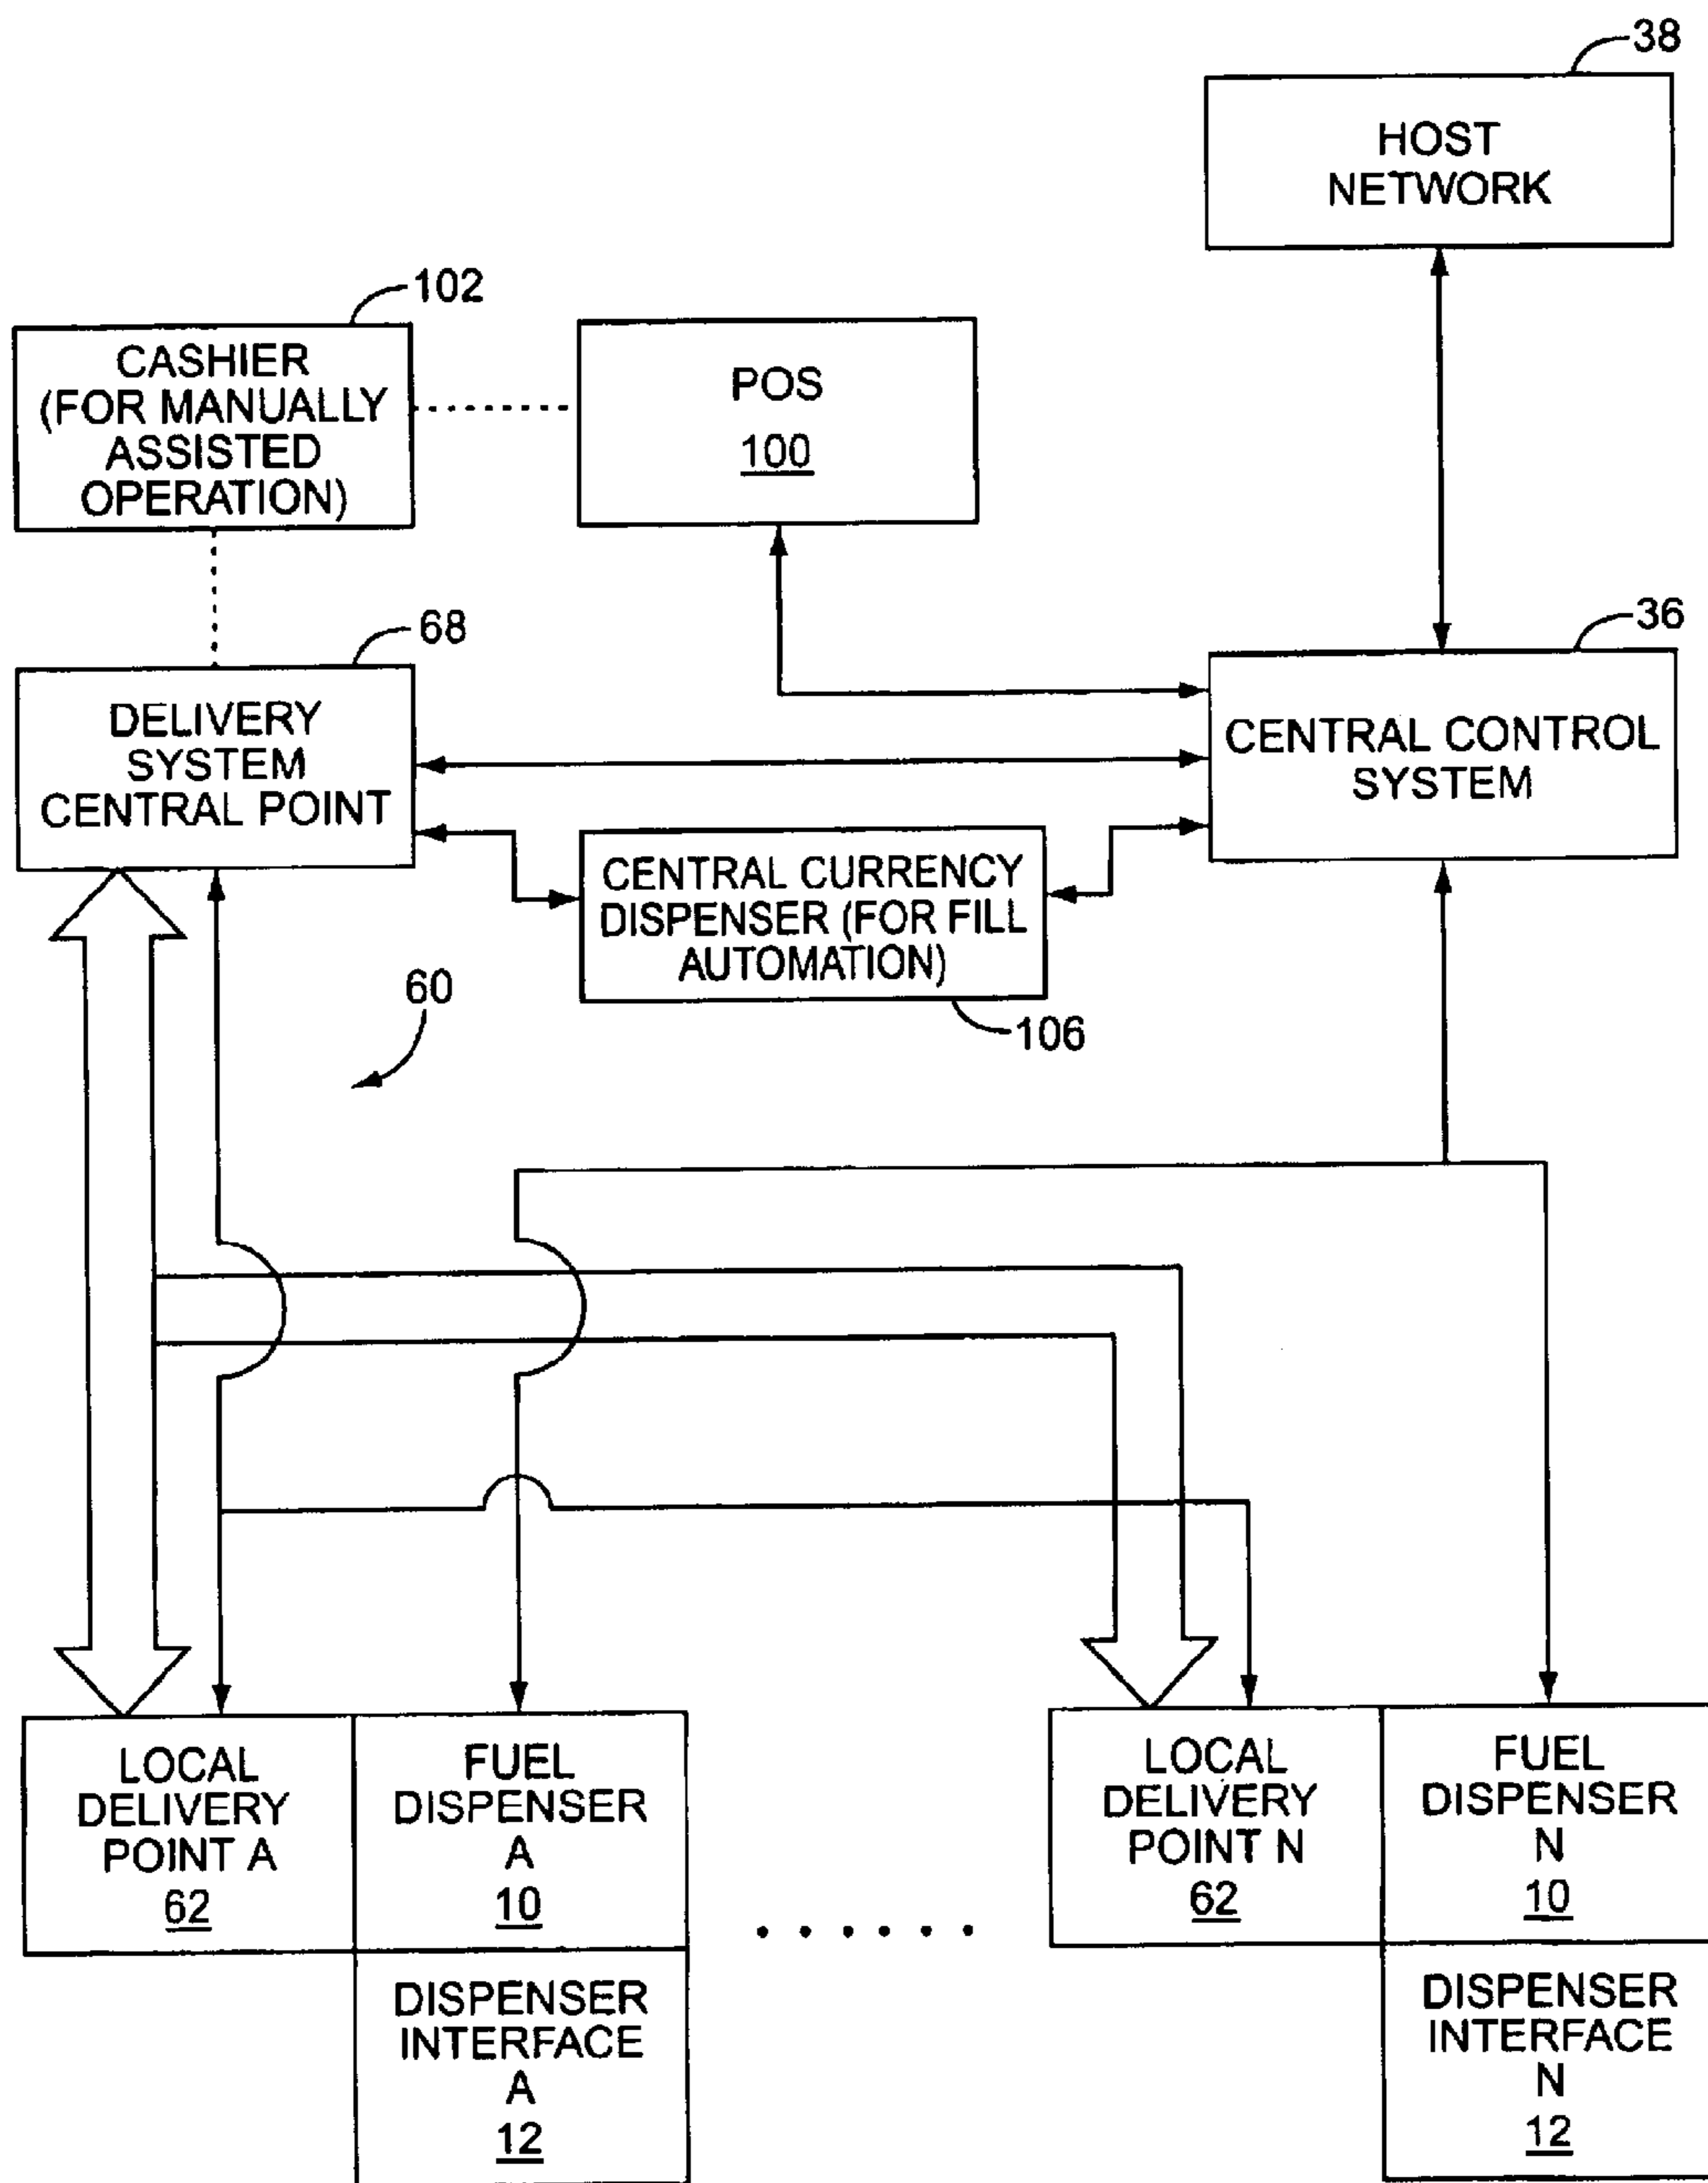 38
HOST
NETWORK
102
CASHIER
(FOR MANUALLY
ASSISTED
OPERATION)
POS
100
68
DELIVERY
SYSTEM
CENTRAL POINT
36
CENTRAL CONTROL
SYSTEM
CENTRAL CURRENCY
DISPENSER (FOR FILL
AUTOMATION)
106
60
LOCAL
DELIVERY
POINT A
62
FUEL
DISPENSER
A
10
DISPENSER
INTERFACE
A
12
LOCAL
DELIVERY
POINT N
62
FUEL
DISPENSER
N
10
DISPENSER
INTERFACE
N
12